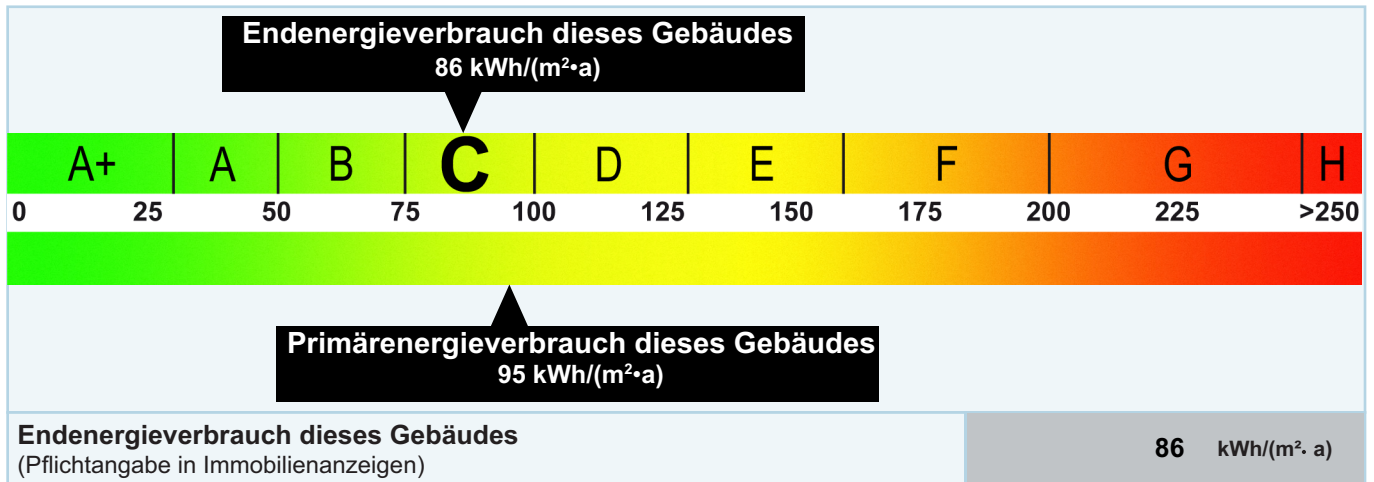 Endenergieverbrauch dieses Gebäudes
86 kWh/(m²•a)
A+ A B C D E F G H
0 25 50 75 100 125 150 175 200 225 >250
Primärenergieverbrauch dieses Gebäudes
95 kWh/(m²•a)
Endenergieverbrauch dieses Gebäudes
(Pflichtangabe in Immobilienanzeigen)
86 kWh/(m²· a)